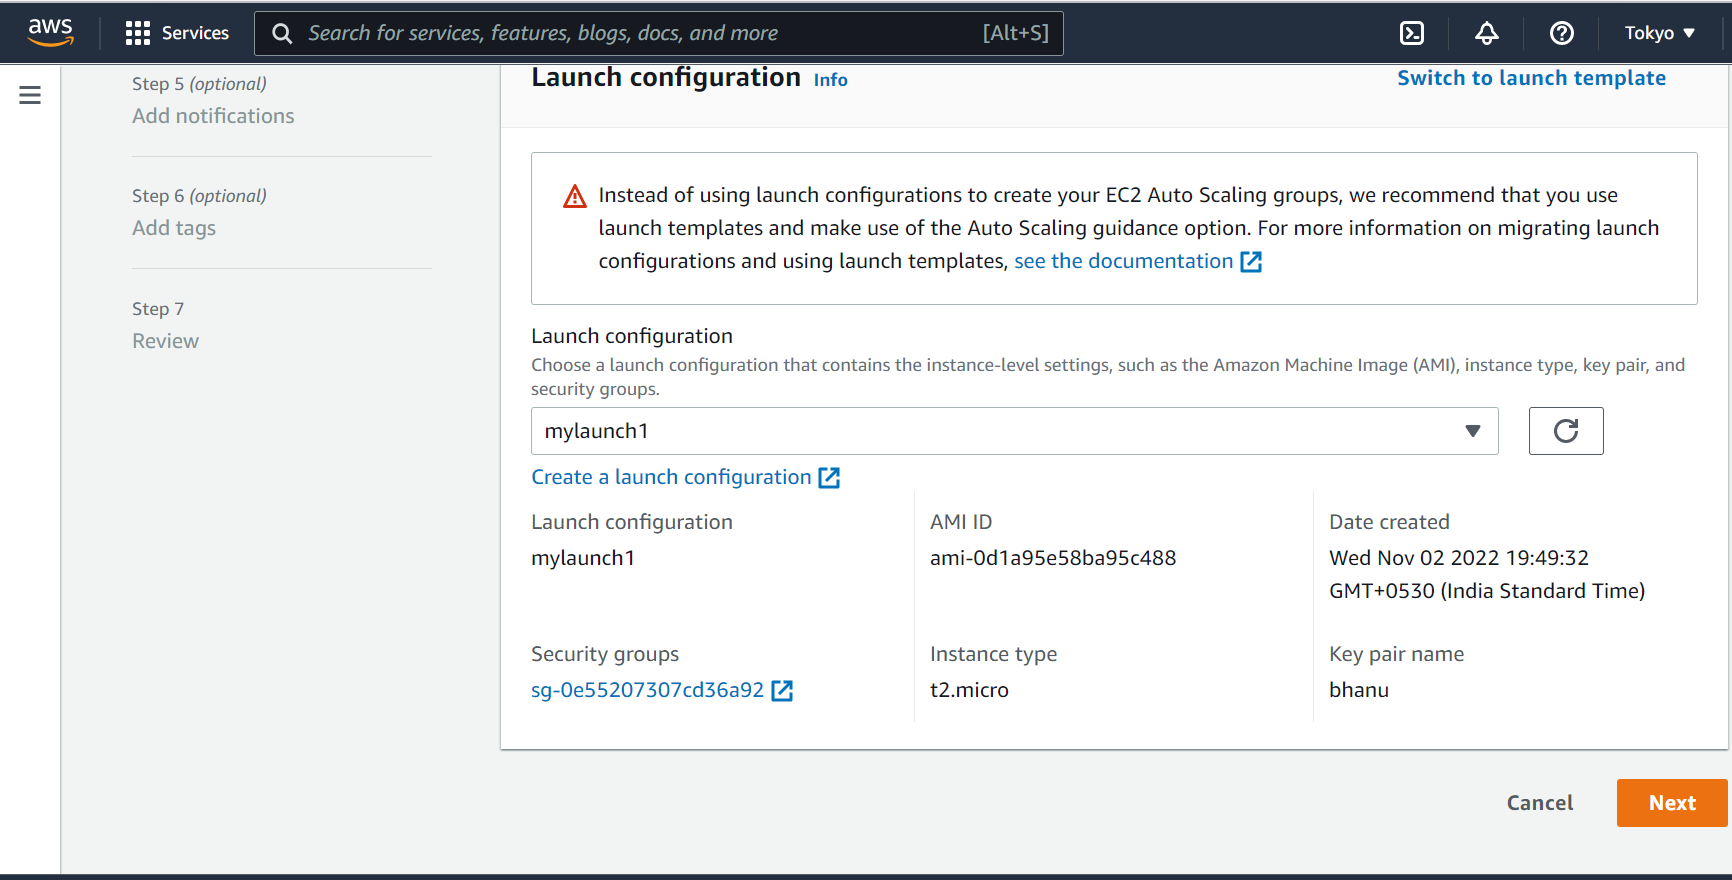 aws
Services
Search for services, features, blogs, docs, and more
[Alt+S]
Tokyo
Step 5 (optional)
Add notifications
Step 6 (optional)
Add tags
Step 7
Review
Launch configuration Info
Switch to launch template
Instead of using launch configurations to create your EC2 Auto Scaling groups, we recommend that you use
launch templates and make use of the Auto Scaling guidance option. For more information on migrating launch
configurations and using launch templates, see the documentation
Launch configuration
Choose a launch configuration that contains the instance-level settings, such as the Amazon Machine Image (AMI), instance type, key pair, and
security groups.
mylaunch1
Create a launch configuration
Launch configuration
mylaunch1
AMI ID
ami-0d1a95e58ba95c488
Date created
Wed Nov 02 2022 19:49:32
GMT+0530 (India Standard Time)
Security groups
sg-0e55207307cd36a92
Instance type
t2.micro
Key pair name
bhanu
Cancel
Next